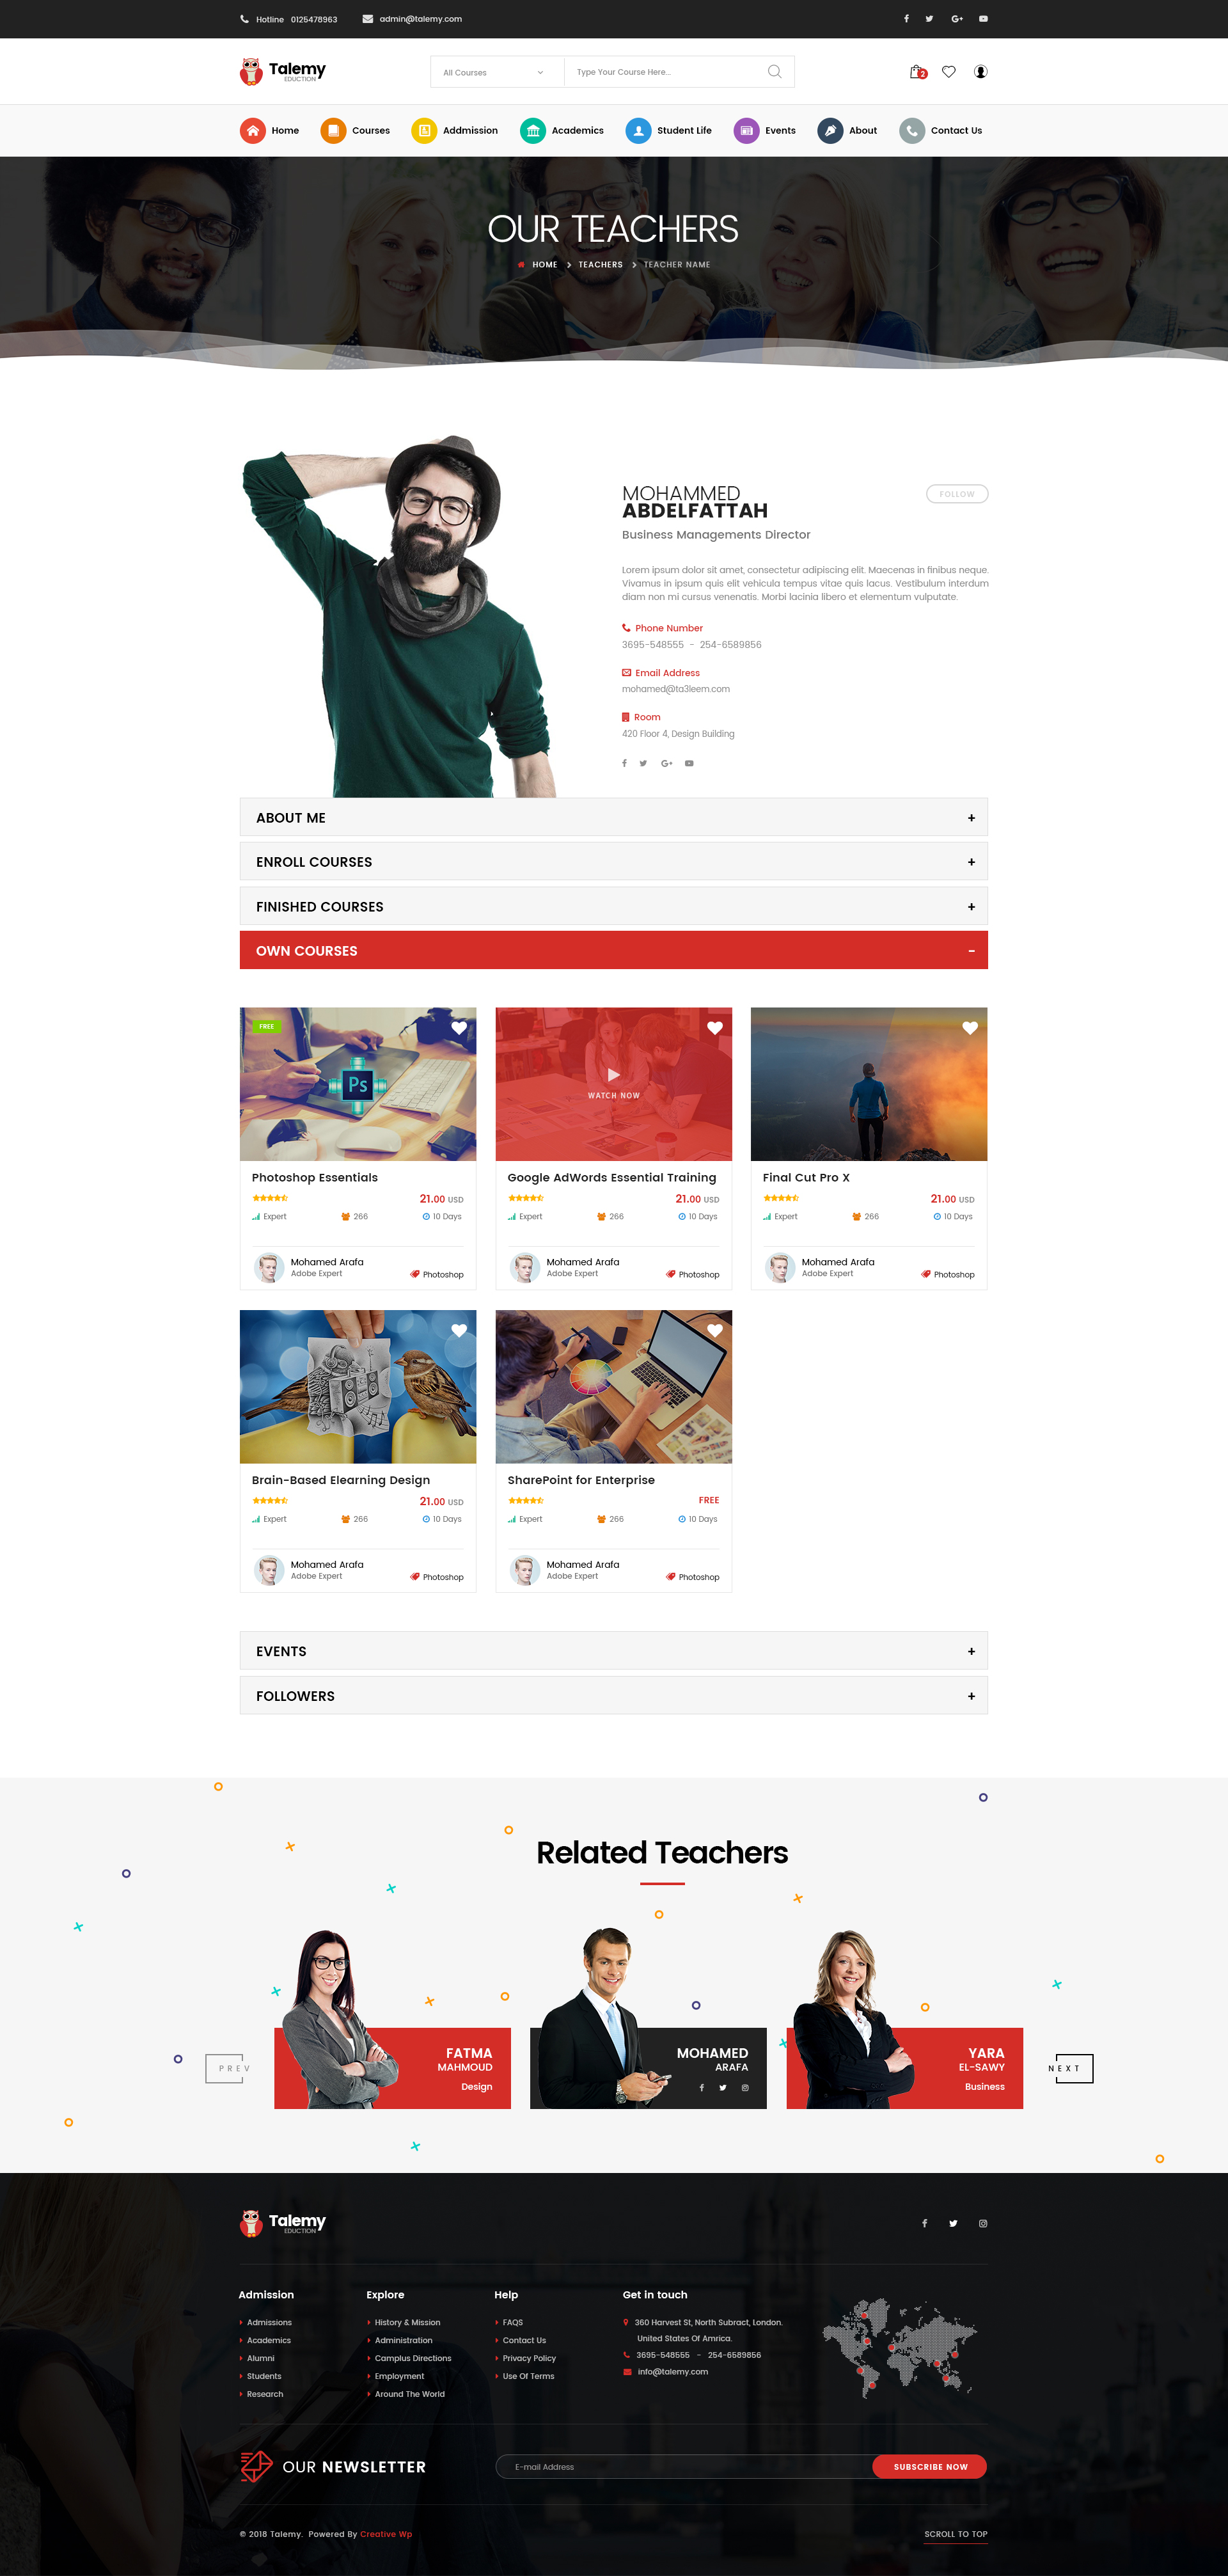 Hotline 0125478963 admin@talemy.com
Talemy
EDUCTION
All Courses Type Your Course Here... 2
Home Courses Addmission Academics Student Life Events About Contact Us
OUR TEACHERS
HOME TEACHERS TEACHER NAME
MOHAMMED
ABDELFATTAH
FOLLOW
Business Managements Director
Lorem ipsum dolor sit amet, consectetur adipiscing elit. Maecenas in finibus neque.
Vivamus in ipsum quis elit vehicula tempus vitae quis lacus. Vestibulum interdum
diam non mi cursus venenatis. Morbi lacinia libero et elementum vulputate.
Phone Number
3695-548555 - 254-6589856
Email Address
mohamed@ta3leem.com
Room
420 Floor 4, Design Building
G+
ABOUT ME +
ENROLL COURSES +
FINISHED COURSES +
OWN COURSES -
FREE
Ps
WATCH NOW
Photoshop Essentials
21.00 USD
Expert 266 10 Days
Mohamed Arafa
Adobe Expert
Photoshop
Google AdWords Essential Training
21.00 USD
Expert 266 10 Days
Mohamed Arafa
Adobe Expert
Photoshop
Final Cut Pro X
21.00 USD
Expert 266 10 Days
Mohamed Arafa
Adobe Expert
Photoshop
Brain-Based Elearning Design
21.00 USD
Expert 266 10 Days
Mohamed Arafa
Adobe Expert
Photoshop
SharePoint for Enterprise
FREE
Expert 266 10 Days
Mohamed Arafa
Adobe Expert
Photoshop
EVENTS +
FOLLOWERS +
Related Teachers
PREV
FATMA
MAHMOUD
Design
MOHAMED
ARAFA
YARA
EL-SAWY
Business
NEXT
Talemy
EDUCTION
Admission
Admissions
Academics
Alumni
Students
Research
Explore
History & Mission
Administration
Camplus Directions
Employment
Around The World
Help
FAQS
Contact Us
Privacy Policy
Use Of Terms
Get in touch
360 Harvest St, North Subract, London.
United States Of Amrica.
3695-548555 - 254-6589856
info@talemy.com
OUR NEWSLETTER
E-mail Address SUBSCRIBE NOW
© 2018 Talemy. Powered By Creative Wp
SCROLL TO TOP